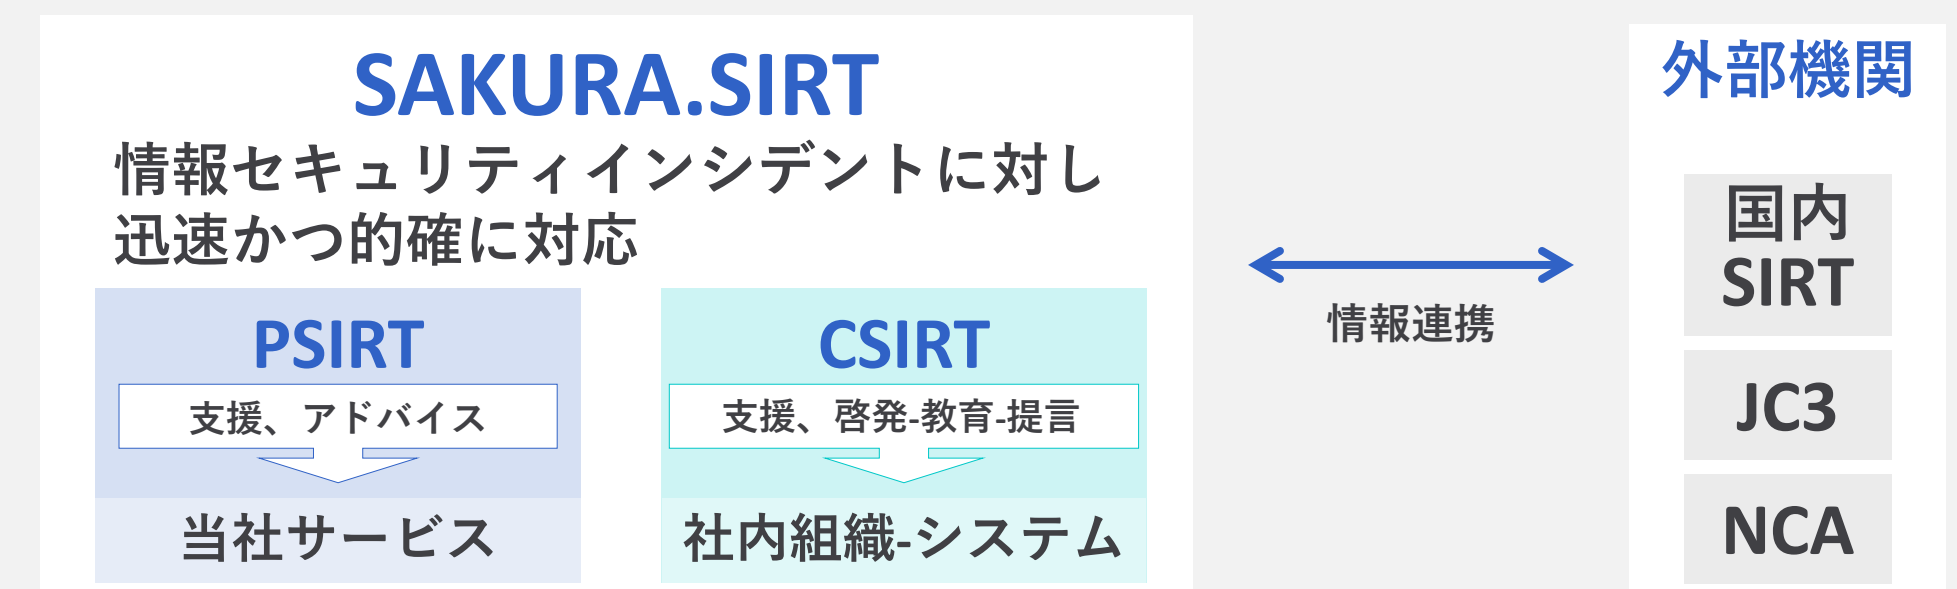 SAKURA.SIRT
情報セキュリティインシデントに対し
迅速かつ的確に対応
PSIRT
支援、アドバイス
当社サービス
CSIRT
支援、啓発-教育-提言
社内組織-システム
情報連携
外部機関
国内
SIRT
JC3
NCA